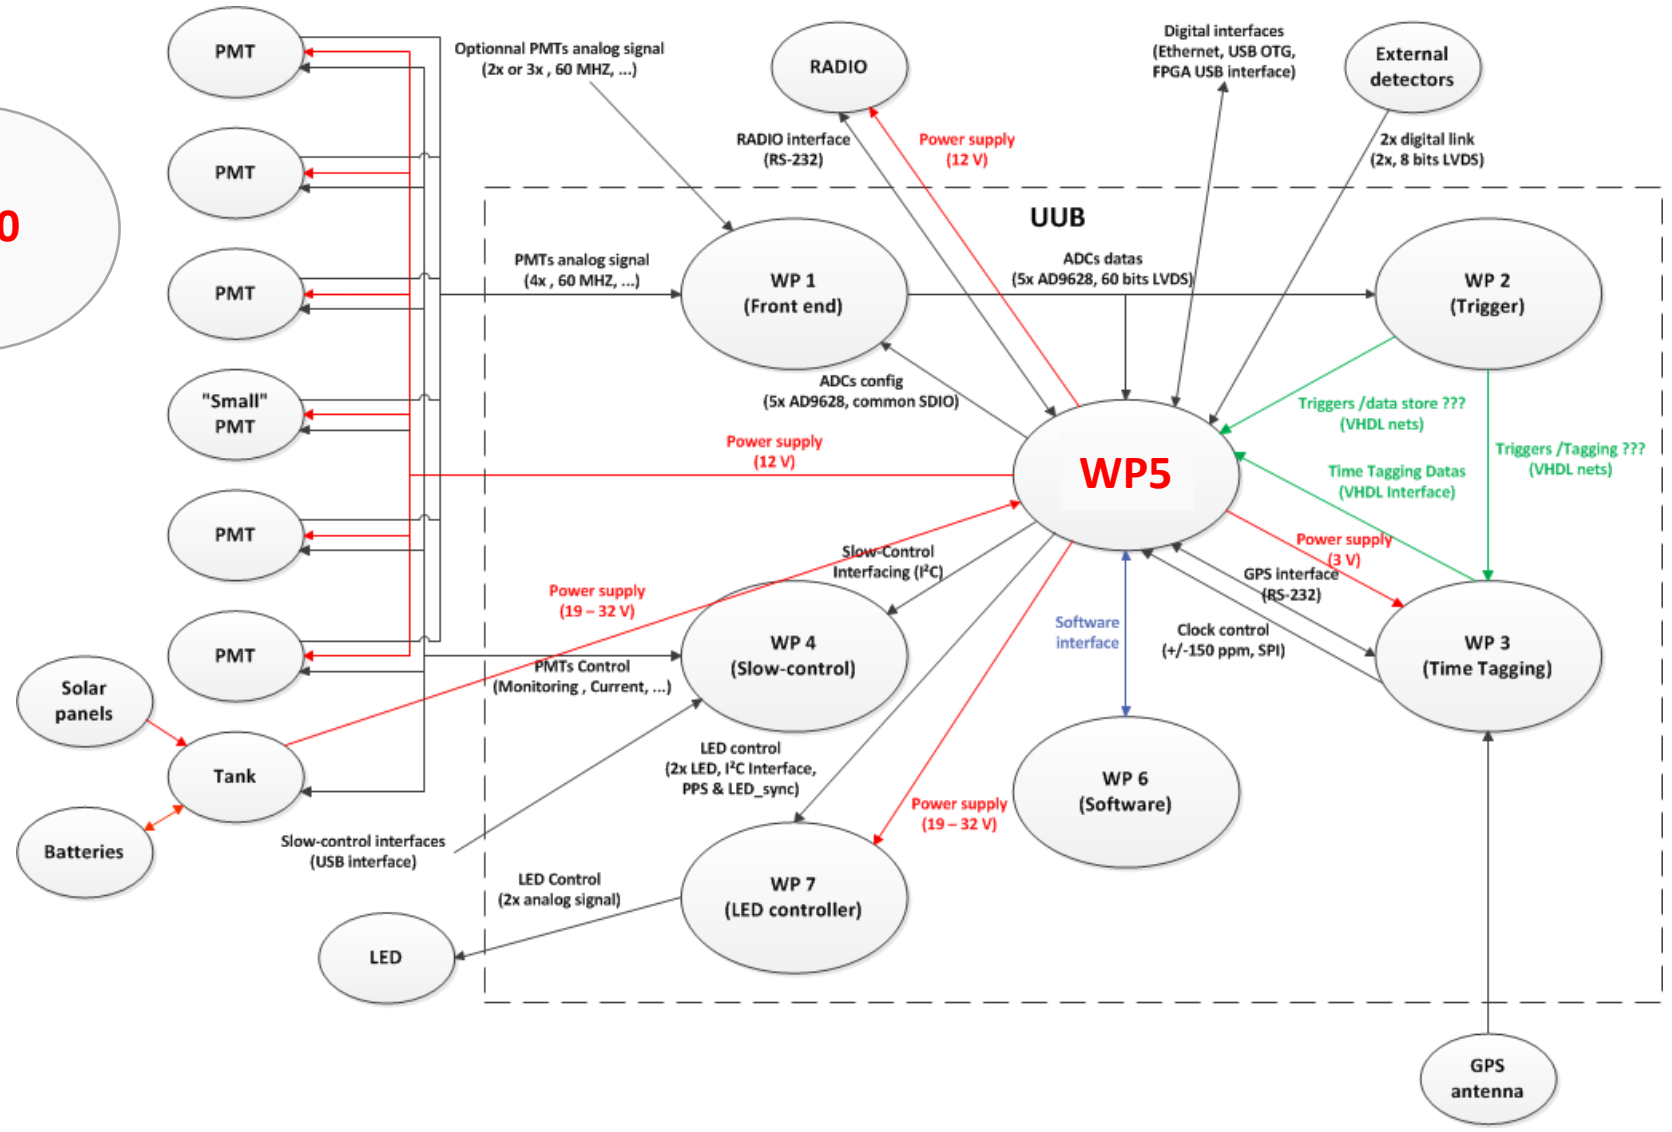 PMT
PMT
PMT
"Small"
PMT
PMT
PMT
0
Solar
panels
Tank
Batteries
Optionnal PMTs analog signal
(2x or 3x , 60 MHZ, ...)
RADIO
Digital interfaces
(Ethernet, USB OTG,
FPGA USB interface)
External
detectors
RADIO interface
(RS-232)
Power supply
(12 V)
2x digital link
(2x, 8 bits LVDS)
UUB
PMTs analog signal
(4x , 60 MHZ, ...)
WP 1
(Front end)
ADCs datas
(5x AD9628, 60 bits LVDS)
WP 2
(Trigger)
ADCs config
(5x AD9628, common SDIO)
Triggers /data store ???
(VHDL nets)
Power supply
(12 V)
WP5
Time Tagging Datas
(VHDL Interface)
Triggers /Tagging ???
(VHDL nets)
Slow-Control
Interfacing (I²C)
Power supply
(3 V)
GPS interface
(RS-232)
Power supply
(19 – 32 V)
WP 4
(Slow-control)
Software
interface
Clock control
(+/-150 ppm, SPI)
WP 3
(Time Tagging)
PMTs Control
(Monitoring , Current, ...)
LED control
(2x LED, I²C Interface,
PPS & LED_sync)
WP 6
(Software)
Power supply
(19 – 32 V)
Slow-control interfaces
(USB interface)
LED Control
(2x analog signal)
WP 7
(LED controller)
LED
GPS
antenna